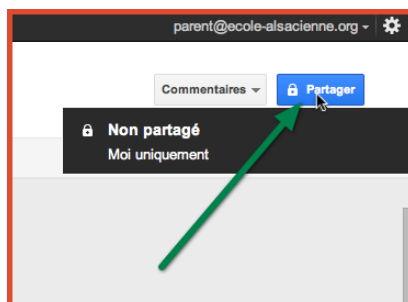 parent@ecole-alsacienne.org
Commentaires
Partager
Non partagé
Moi uniquement